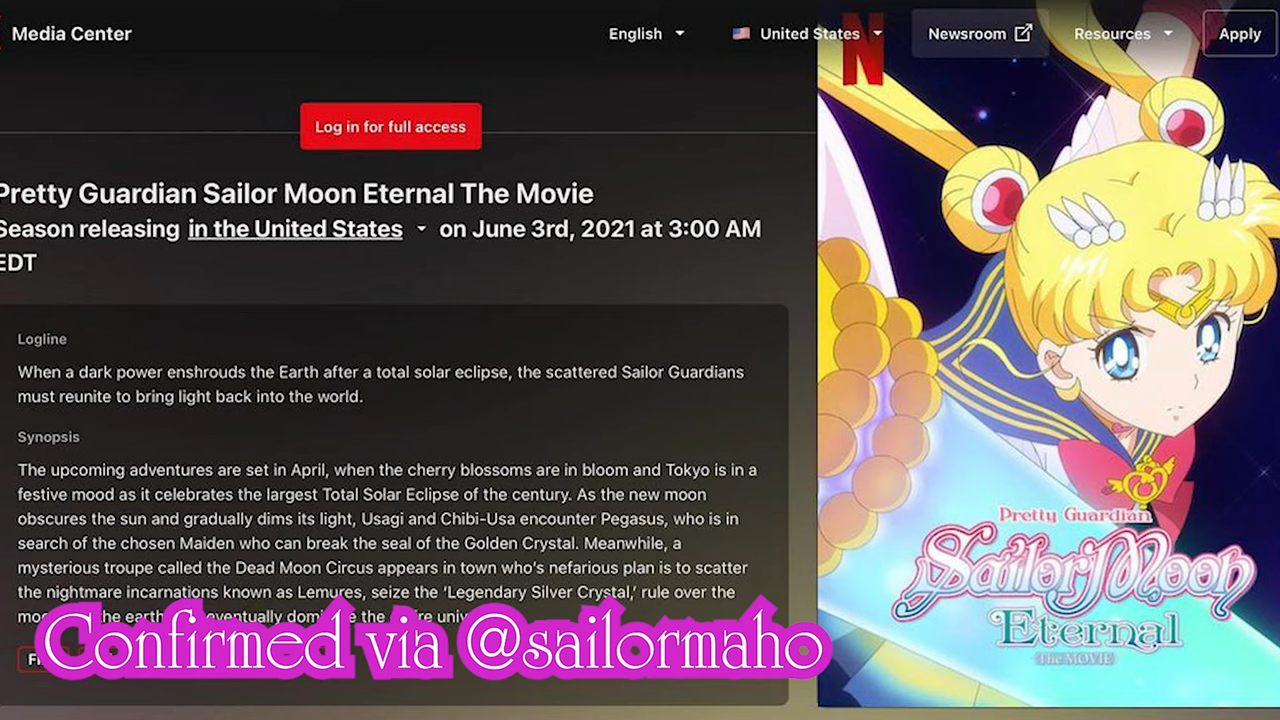 Media Center
English
United States
Newsroom
Resources
Apply
N
Log in for full access
Pretty Guardian Sailor Moon Eternal The Movie
Season releasing in the United States on June 3rd, 2021 at 3:00 AM
EDT
Logline
When a dark power enshrouds the Earth after a total solar eclipse, the scattered Sailor Guardians
must reunite to bring light back into the world.
Synopsis
The upcoming adventures are set in April, when the cherry blossoms are in bloom and Tokyo is in a
festive mood as it celebrates the largest Total Solar Eclipse of the century. As the new moon
obscures the sun and gradually dims its light, Usagi and Chibi-Usa encounter Pegasus, who is in
search of the chosen Maiden who can break the seal of the Golden Crystal. Meanwhile, a
mysterious troupe called the Dead Moon Circus appears in town who's nefarious plan is to scatter
the nightmare incarnations known as Lemures, seize the ‘Legendary Silver Crystal,’ rule over the
the earth eventually the
Confirmed via @sailormaho
Pretty Guardian
Sailor Moon
Eternal
THE MOVIE